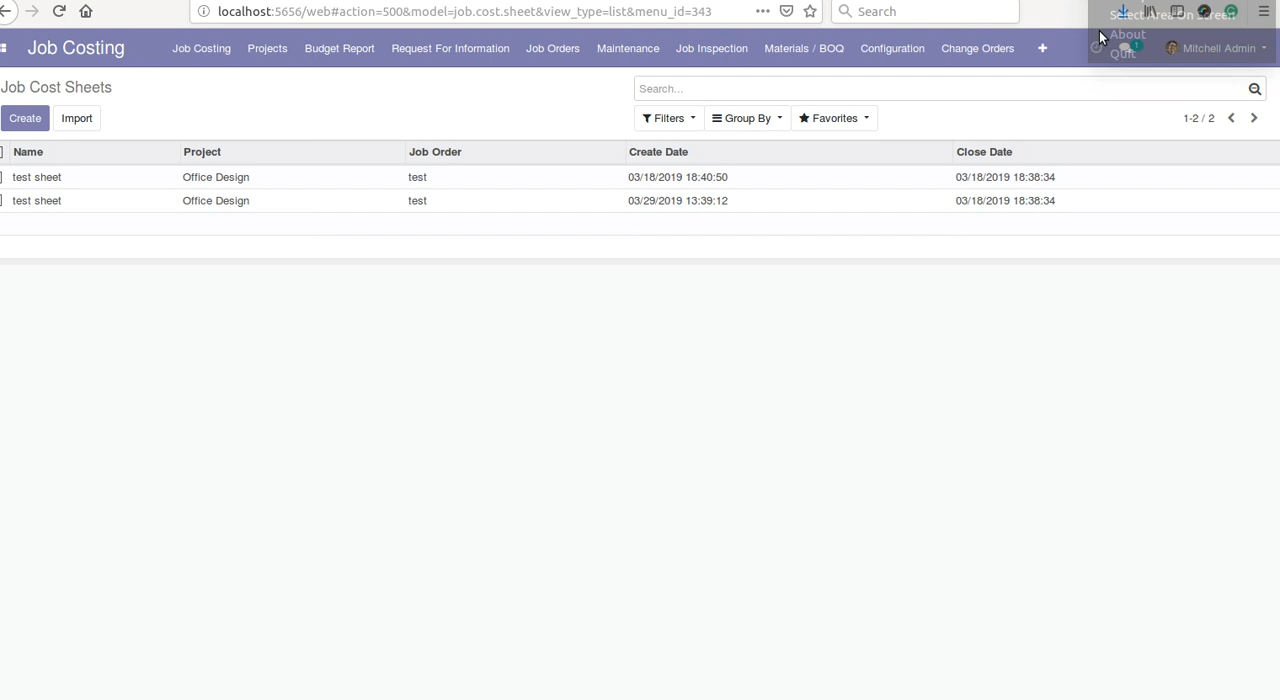 localhost:5656/web#action=500&model=job.cost.sheet&view_type=list&menu_id=343
Search
Select Area On Screen
About
Quit
Job Costing
Job Costing Projects Budget Report Request For Information Job Orders Maintenance Job Inspection Materials / BOQ Configuration Change Orders
1 Mitchell Admin
Job Cost Sheets
Search...
Create Import
Filters Group By Favorites 1-2 / 2
Name Project Job Order Create Date Close Date
test sheet Office Design test 03/18/2019 18:40:50 03/18/2019 18:38:34
test sheet Office Design test 03/29/2019 13:39:12 03/18/2019 18:38:34